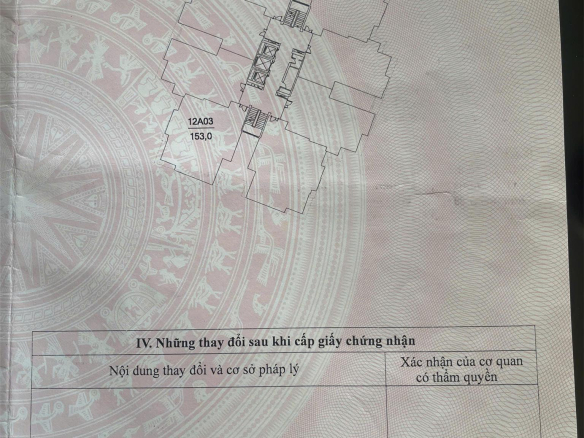 12A03
153,0
IV. Những thay đổi sau khi cấp giấy chứng nhận
Nội dung thay đổi và cơ sở pháp lý
Xác nhận của cơ quan
có thẩm quyền